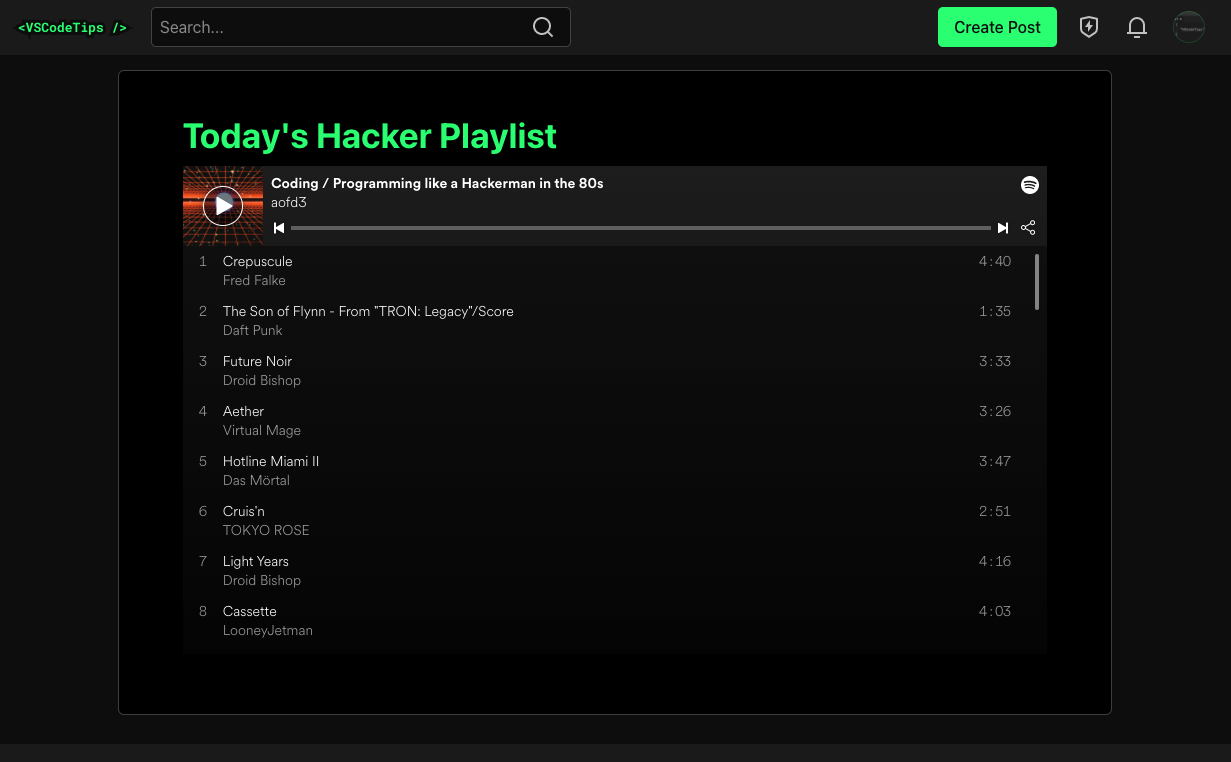 <VSCodeTips />
Search...
Create Post
Today's Hacker Playlist
Coding / Programming like a Hackerman in the 80s
aofd3
1 Crepuscule 4:40
Fred Falke
2 The Son of Flynn - From "TRON: Legacy"/Score 1:35
Daft Punk
3 Future Noir 3:33
Droid Bishop
4 Aether 3:26
Virtual Mage
5 Hotline Miami II 3:47
Das Mörtal
6 Cruis'n 2:51
TOKYO ROSE
7 Light Years 4:16
Droid Bishop
8 Cassette 4:03
LooneyJetman